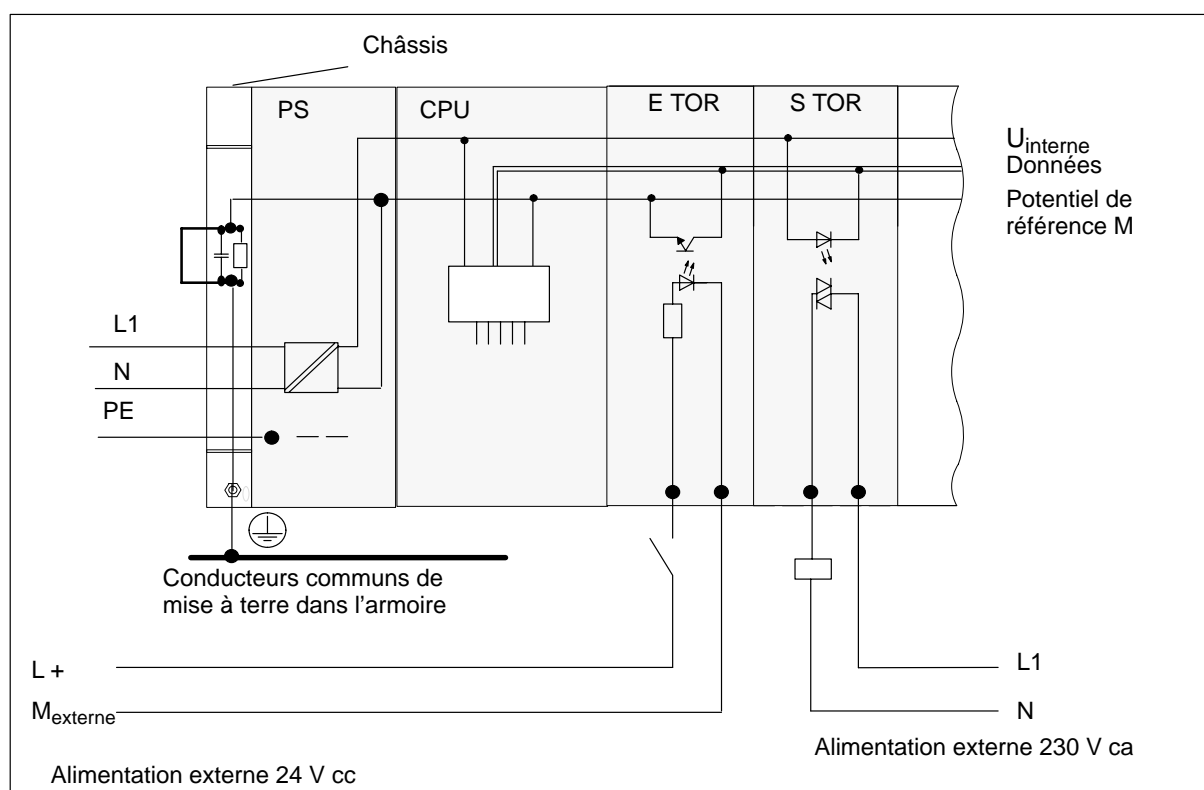 Châssis
PS
CPU
E TOR
S TOR
Uinterne
Données
Potentiel de
référence M
L1
N
PE
Conducteurs communs de
mise à terre dans l’armoire
L +
Mexterne
L1
N
Alimentation externe 230 V ca
Alimentation externe 24 V cc